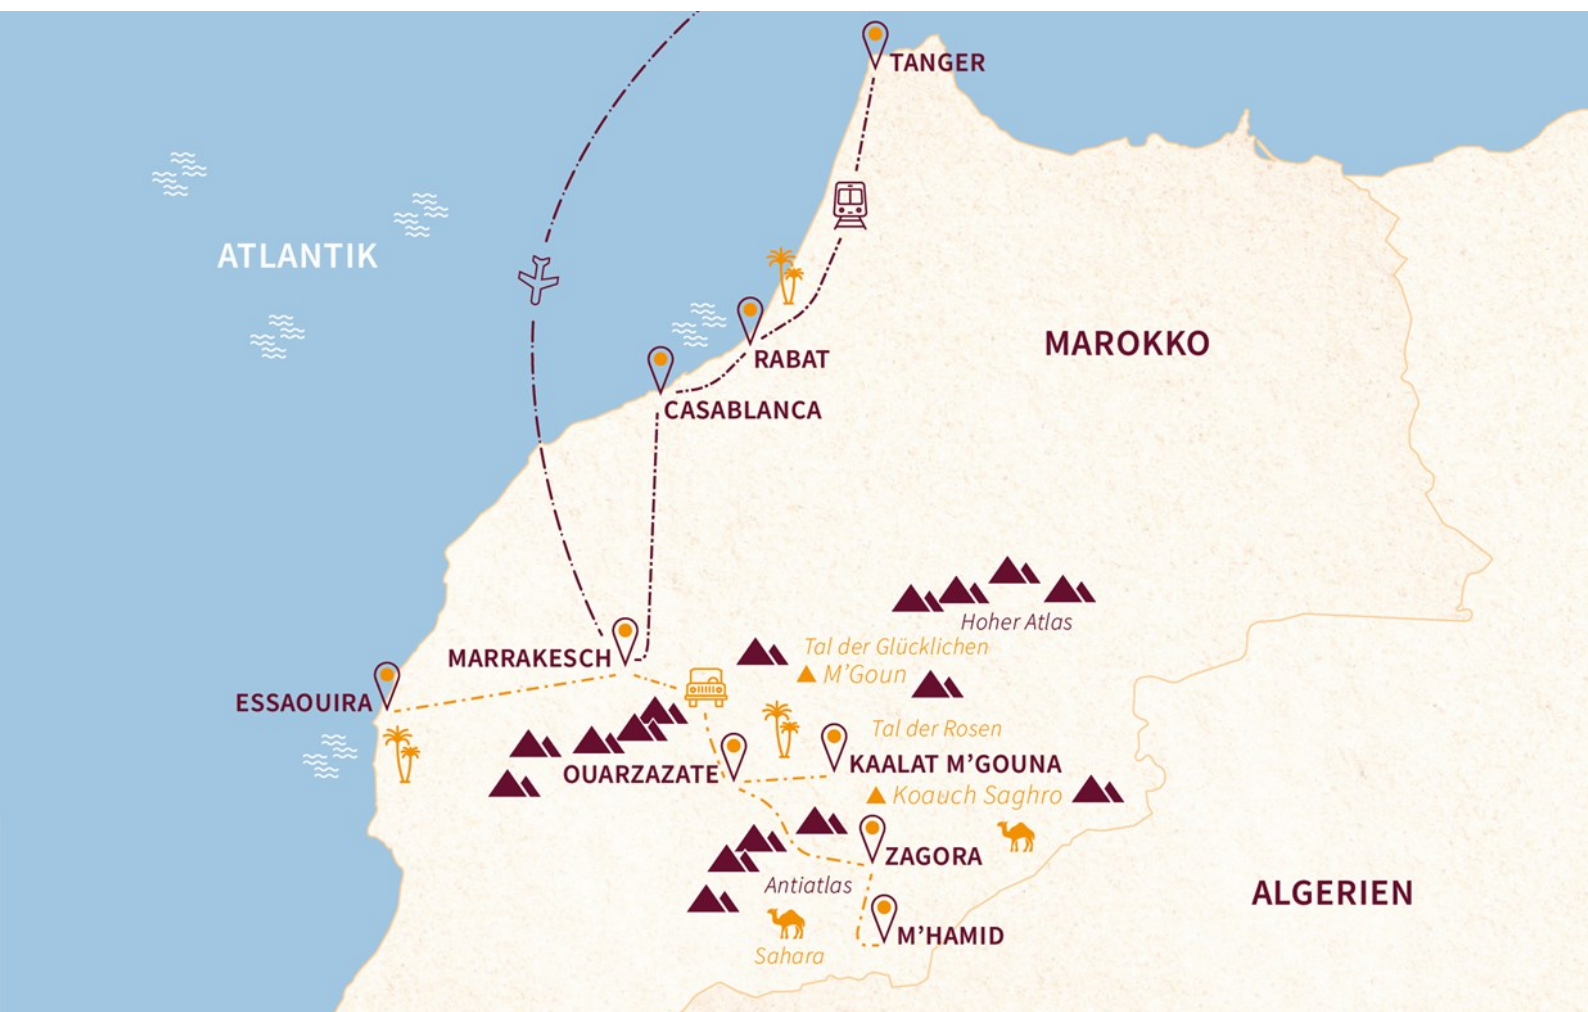 TANGER
ATLANTIK
MAROKKO
RABAT
CASABLANCA
Hoher Atlas
Tal der Glücklichen
MARRAKESCH
M'Goun
ESSAOUIRA
Tal der Rosen
KAALAT M'GOUNA
OUARZAZATE
Koauch Saghro
ZAGORA
Antiatlas
ALGERIEN
M'HAMID
Sahara